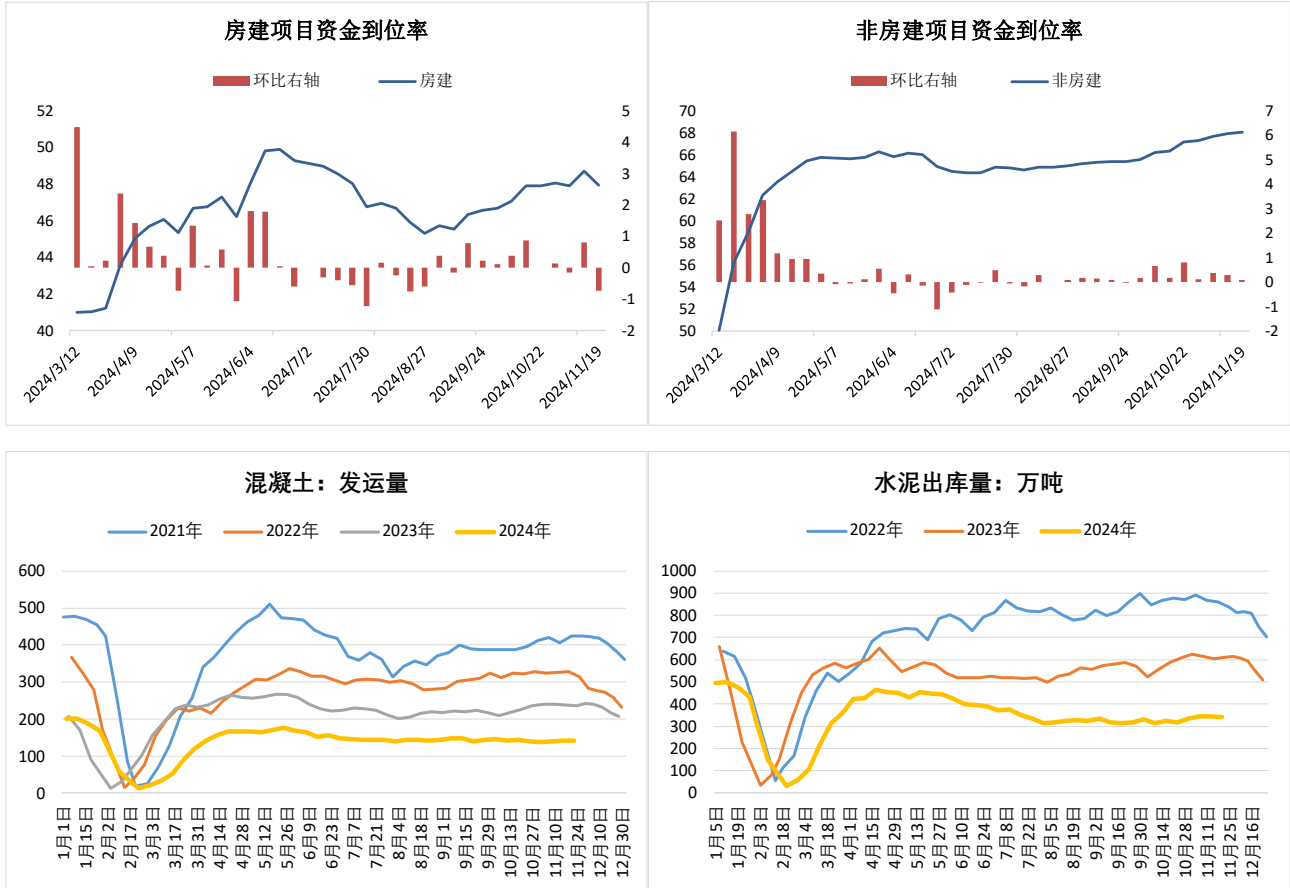 房建项目资金到位率
环比右轴 房建
52
50
48
46
44
42
40
5
4
3
2
1
0
-1
-2
2024/3/12
2024/4/9
2024/5/7
2024/6/4
2024/7/2
2024/7/30
2024/8/27
2024/9/24
2024/10/22
2024/11/19
非房建项目资金到位率
环比右轴 非房建
70
68
66
64
62
60
58
56
54
52
50
7
6
5
4
3
2
1
0
-1
-2
2024/3/12
2024/4/9
2024/5/7
2024/6/4
2024/7/2
2024/7/30
2024/8/27
2024/9/24
2024/10/22
2024/11/19
混凝土：发运量
2021年 2022年 2023年 2024年
600
500
400
300
200
100
0
1月1日
1月15日
2月2日
2月17日
3月3日
3月17日
3月31日
4月14日
4月28日
5月12日
5月26日
6月9日
6月23日
7月7日
7月21日
8月4日
8月18日
9月1日
9月15日
9月29日
10月13日
10月27日
11月10日
11月24日
12月10日
12月30日
水泥出库量：万吨
2022年 2023年 2024年
1000
900
800
700
600
500
400
300
200
100
0
1月5日
1月19日
2月3日
2月18日
3月4日
3月18日
4月1日
4月15日
4月29日
5月13日
5月27日
6月10日
6月24日
7月8日
7月22日
8月5日
8月19日
9月2日
9月16日
9月30日
10月14日
10月28日
11月11日
11月25日
12月16日